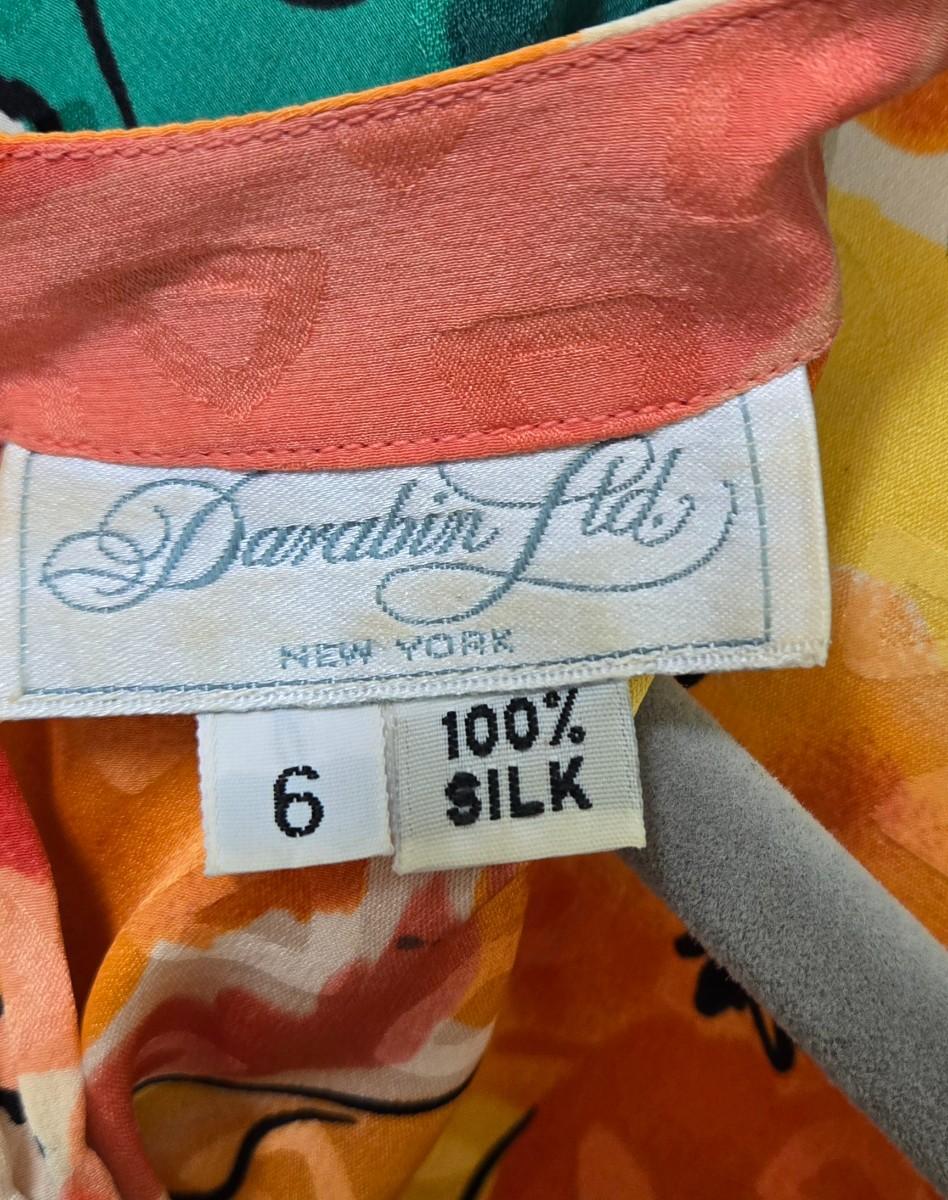 Darabin Ltd.
NEW YORK
6
100%
SILK